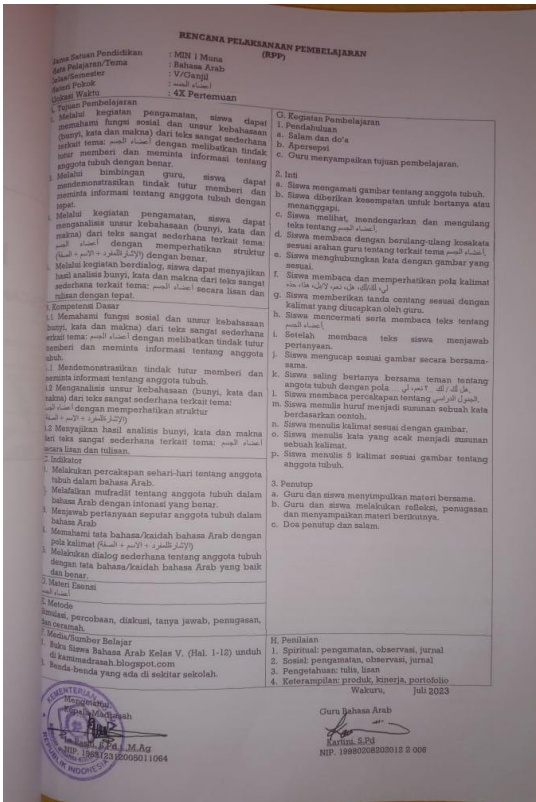 RENCANA PELAKSANAAN PEMBELAJARAN
(RPP)
Nama Satuan Pendidikan : MIN 1 Muna
Mata Pelajaran/Tema : Bahasa Arab
Kelas/Semester : V/Ganjil
Materi Pokok : أعضاء الجسم
Alokasi Waktu : 4X Pertemuan
A. Tujuan Pembelajaran
Melalui kegiatan pengamatan, siswa dapat
memahami fungsi sosial dan unsur kebahasaan
(bunyi, kata dan makna) dari teks sangat sederhana
terkait tema: أعضاء الجسم dengan melibatkan tindak
tutur memberi dan meminta informasi tentang
anggota tubuh dengan benar.
Melalui bimbingan guru, siswa dapat
mendemonstrasikan tindak tutur memberi dan
meminta informasi tentang anggota tubuh dengan
tepat.
Melalui kegiatan pengamatan, siswa dapat
menganalisis unsur kebahasaan (bunyi, kata dan
makna) dari teks sangat sederhana terkait tema:
أعضاء الجسم dengan memperhatikan struktur
dengan benar.
Melalui kegiatan berdialog, siswa dapat menyajikan
hasil analisis bunyi, kata dan makna dari teks sangat
sederhana terkait tema: أعضاء الجسم secara lisan dan
tulisan dengan tepat.
B. Kompetensi Dasar
3.1 Memahami fungsi sosial dan unsur kebahasaan
(bunyi, kata dan makna) dari teks sangat sederhana
terkait tema: أعضاء الجسم dengan melibatkan tindak tutur
memberi dan meminta informasi tentang anggota
tubuh.
4.1 Mendemonstrasikan tindak tutur memberi dan
meminta informasi tentang anggota tubuh
3.2 Menganalisis unsur kebahasaan (bunyi, kata dan
makna) dari teks sangat sederhana terkait tema:
أعضاء الجسم dengan memperhatikan struktur
4.2 Menyajikan hasil analisis bunyi, kata dan makna
dari teks sangat sederhana terkait tema: أعضاء الجسم
secara lisan dan tulisan.
C. Indikator
Melakukan percakapan sehari-hari tentang anggota
tubuh dalam bahasa Arab.
Melafalkan mufradât tentang anggota tubuh dalam
bahasa Arab dengan intonasi yang benar.
Menjawab pertanyaan seputar anggota tubuh dalam
bahasa Arab
Memahami tata bahasa/kaidah bahasa Arab dengan
pola kalimat
Melakukan dialog sederhana tentang anggota tubuh
dengan tata bahasa/kaidah bahasa Arab yang baik
dan benar.
D. Materi Esensi
أعضاء الجسم
E. Metode
Simulasi, percobaan, diskusi, tanya jawab, penugasan,
dan ceramah.
F. Media/Sumber Belajar
Buku Siswa Bahasa Arab Kelas V. (Hal. 1-12) unduh
di kamimadrasah.blogspot.com
Benda-benda yang ada di sekitar sekolah.
G. Kegiatan Pembelajaran
1. Pendahuluan
a. Salam dan do'a
b. Apersepsi
c. Guru menyampaikan tujuan pembelajaran.
2. Inti
a. Siswa mengamati gambar tentang anggota tubuh.
b. Siswa diberikan kesempatan untuk bertanya atau
menanggapi.
c. Siswa melihat, mendengarkan dan mengulang
teks tentang أعضاء الجسم.
d. Siswa membaca dengan berulang-ulang kosakata
sesuai arahan guru tentang terkait tema أعضاء الجسم.
e. Siswa menghubungkan kata dengan gambar yang
sesuai.
f. Siswa membaca dan memperhatikan pola kalimat
g. Siswa memberikan tanda centang sesuai dengan
kalimat yang diucapkan oleh guru.
h. Siswa mencermati serta membaca teks tentang
أعضاء الجسم.
i. Setelah membaca teks siswa menjawab
pertanyaan.
j. Siswa mengucap sesuai gambar secara bersama-
sama.
k. Siswa saling bertanya bersama teman tentang
angota tubuh dengan pola
l. Siswa membaca percakapan tentang الجدول الدراسي.
m. Siswa menulis huruf menjadi susunan sebuah kata
berdasarkan contoh.
n. Siswa menulis kalimat sesuai dengan gambar.
o. Siswa menulis kata yang acak menjadi susunan
sebuah kalimat.
p. Siswa menulis 5 kalimat sesuai gambar tentang
anggota tubuh.
3. Penutup
a. Guru dan siswa menyimpulkan materi bersama.
b. Guru dan siswa melakukan refleksi, penugasan
dan menyampaikan materi berikutnya.
c. Doa penutup dan salam.
H. Penilaian
1. Spiritual: pengamatan, observasi, jurnal
2. Sosial: pengamatan, observasi, jurnal
3. Pengetahuan: tulis, lisan
4. Keterampilan: produk, kinerja, portofolio
Wakuru, Juli 2023
Mengetahui
Kepala Madrasah
Guru Bahasa Arab
KEMENTERIAN
REPUBLIK INDONESIA
M.Ag
Kartini, S.Pd
NIP.
NIP. 19980208202012 2 006